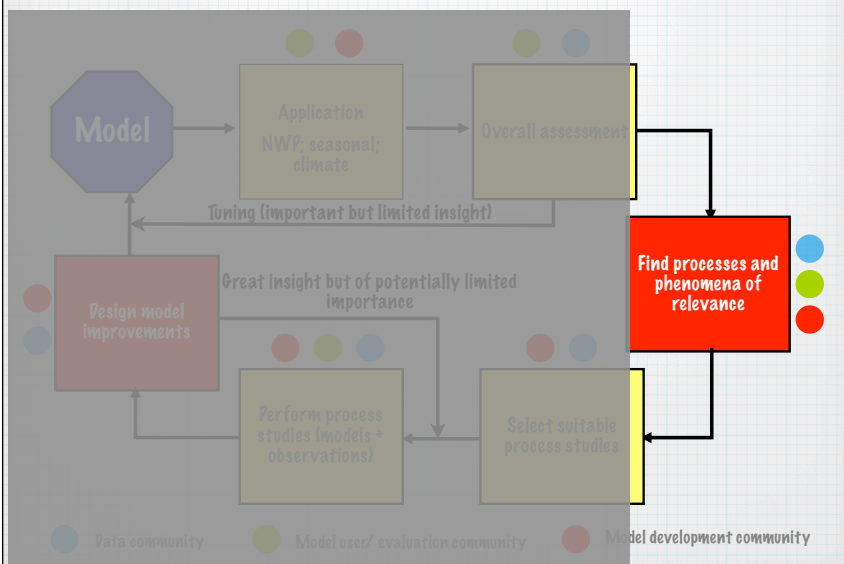 Model
Application
NWP; seasonal;
climate
Overall assessment
Tuning (important but limited insight)
Find processes and
phenomena of
relevance
Great insight but of potentially limited
importance
Design model
improvements
Perform process
studies (models +
observations)
Select suitable
process studies
Data community
Model user/ evaluation community
Model development community